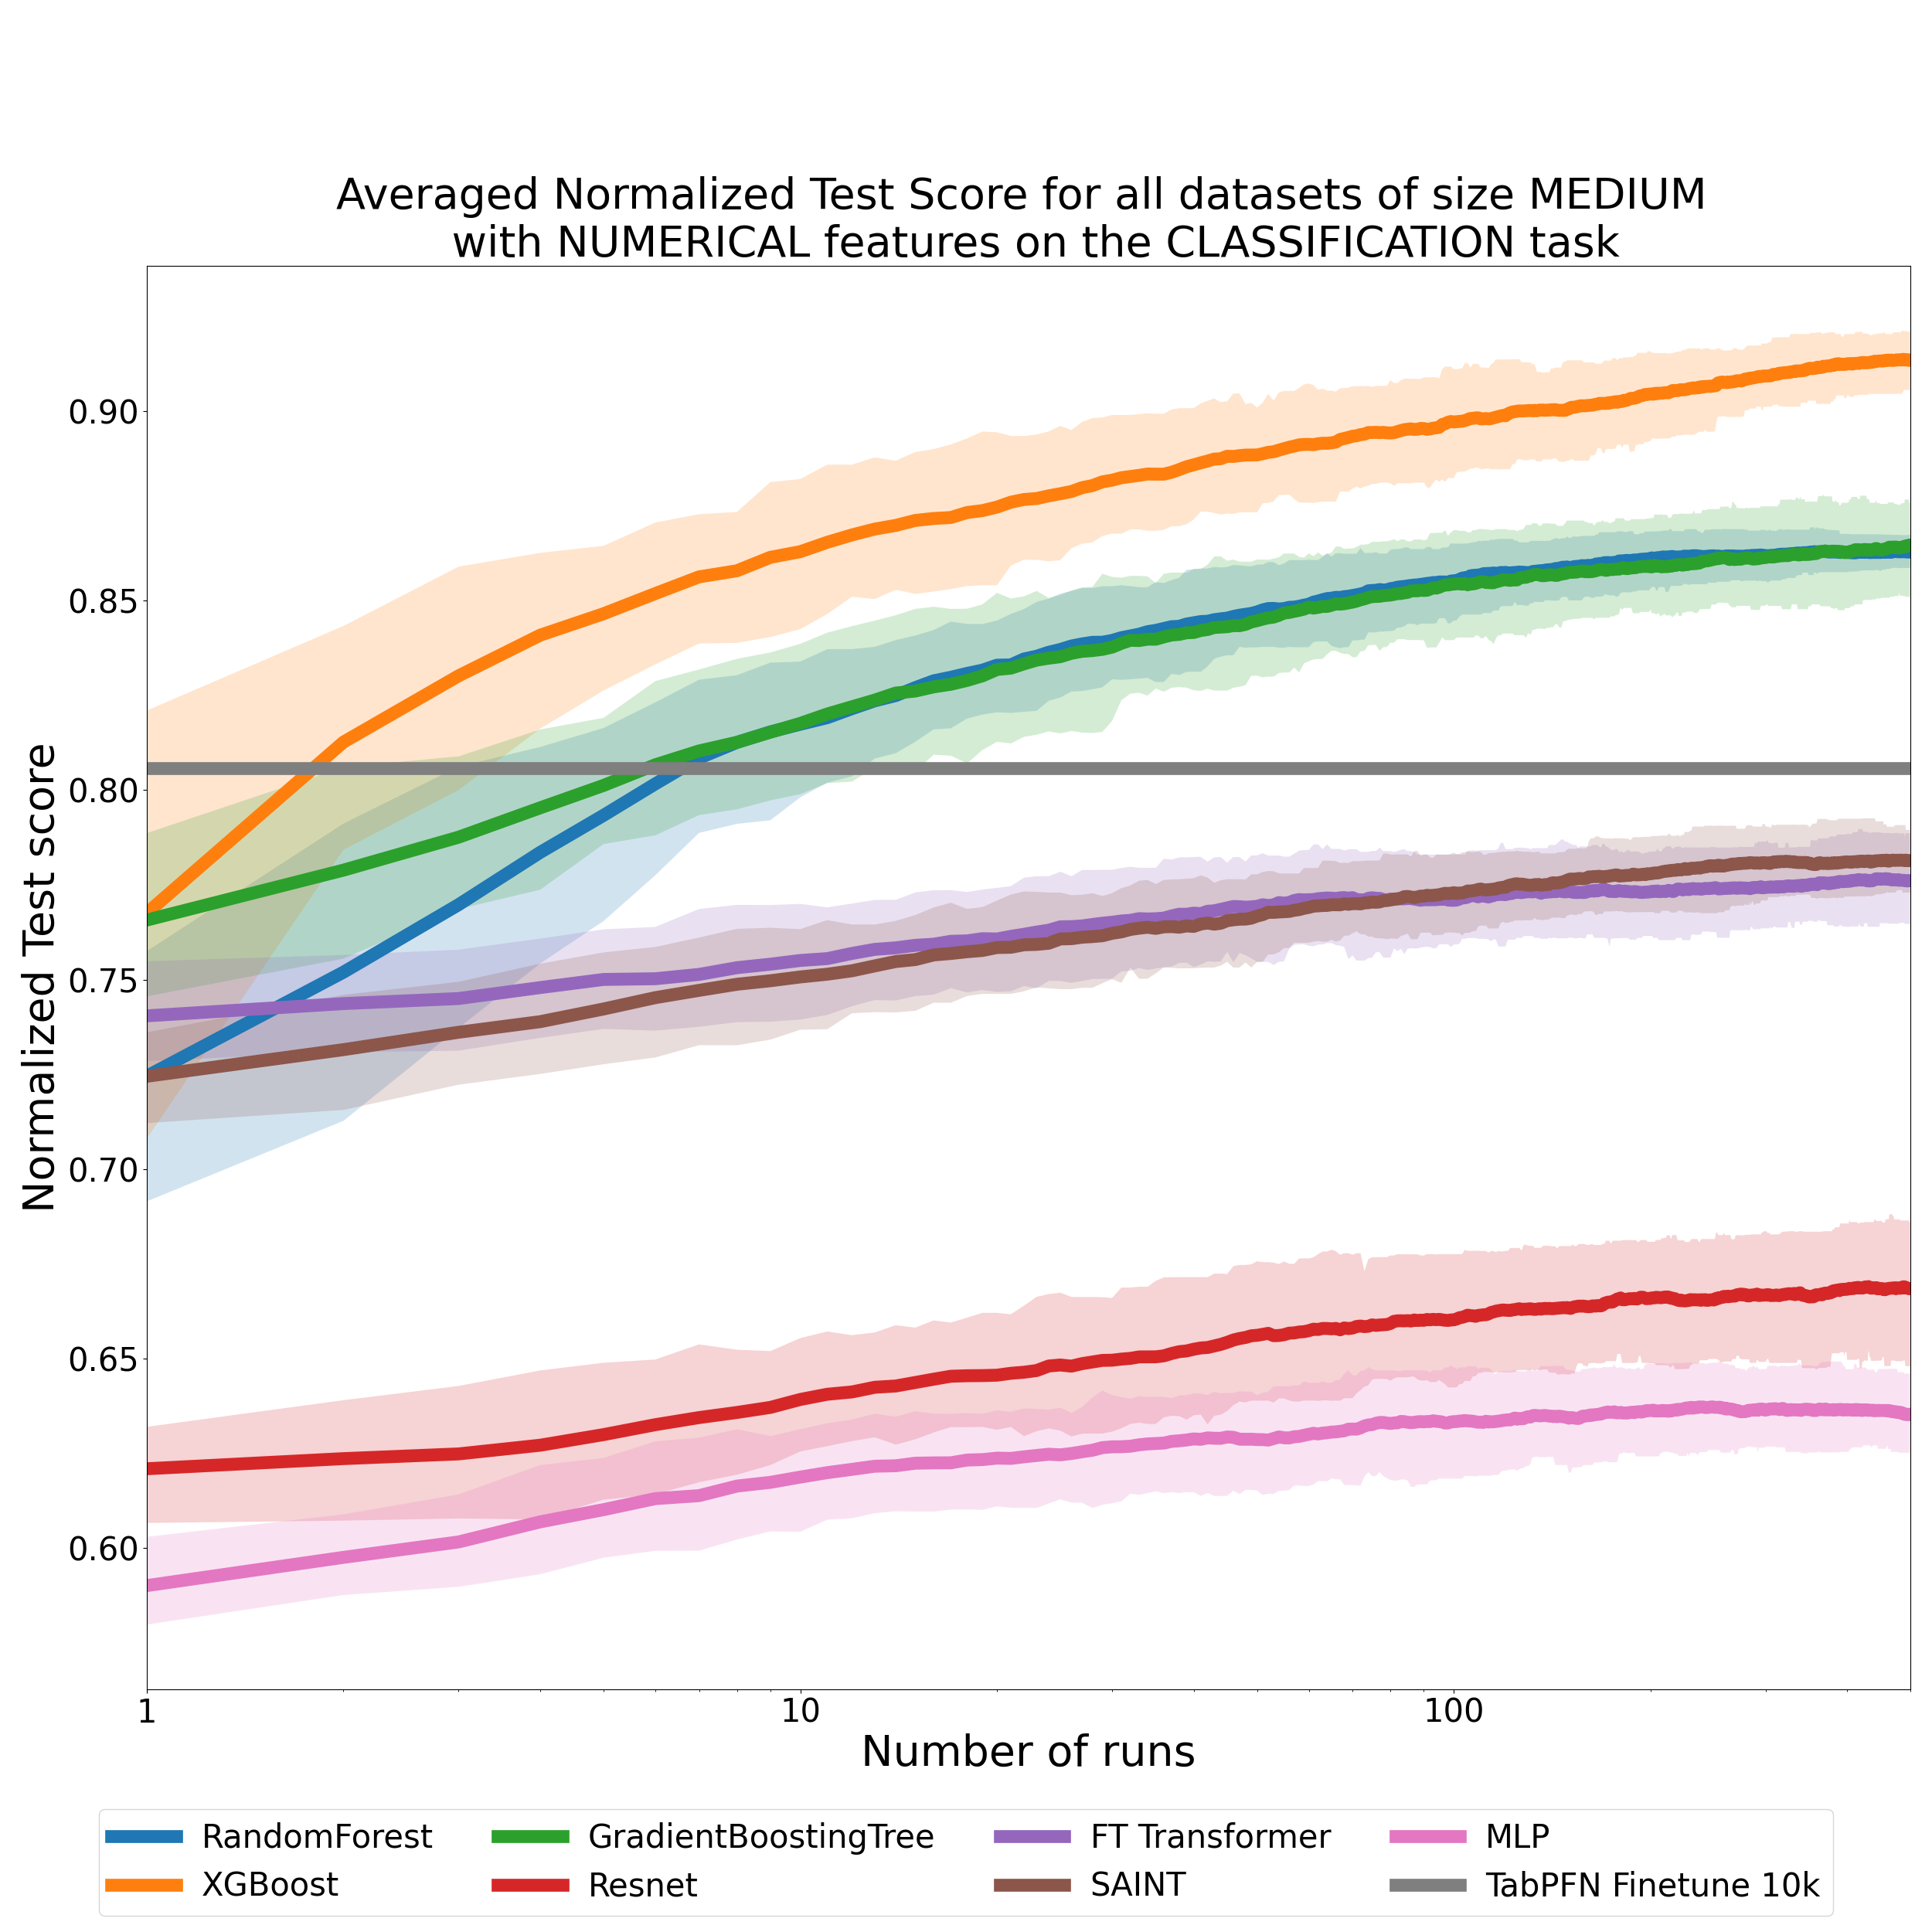 Averaged Normalized Test Score for all datasets of size MEDIUM
with NUMERICAL features on the CLASSIFICATION task
Normalized Test score
0.90
0.85
0.80
0.75
0.70
0.65
0.60
1
10
100
Number of runs
RandomForest
XGBoost
GradientBoostingTree
Resnet
FT Transformer
SAINT
MLP
TabPFN Finetune 10k